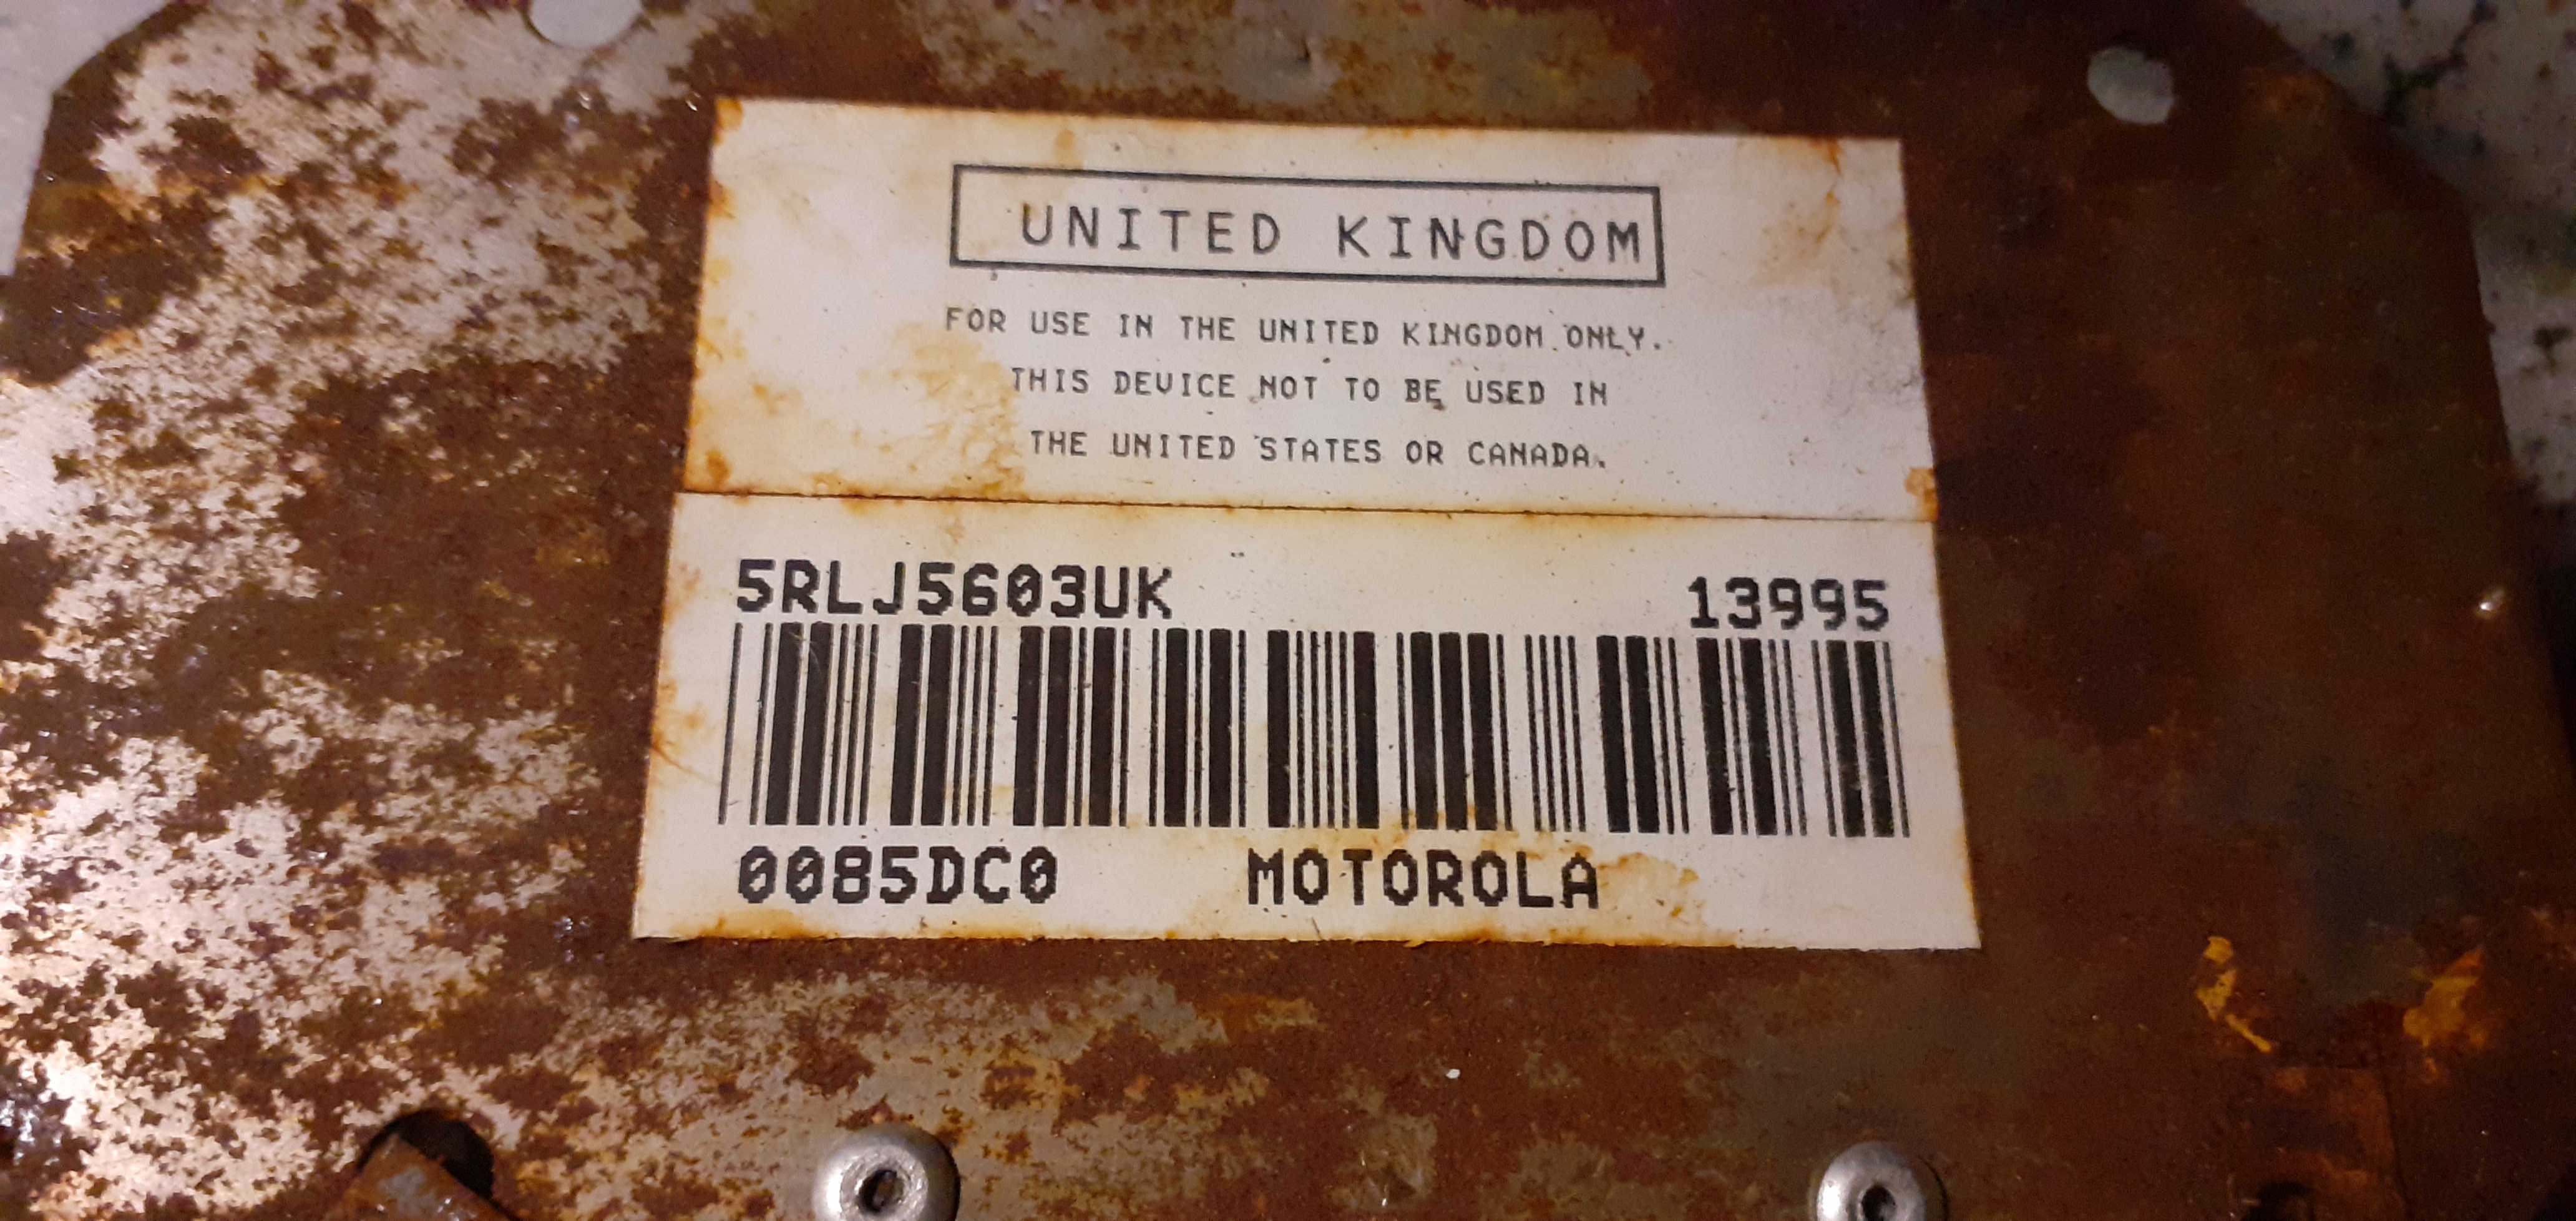 UNITED KINGDOM
FOR USE IN THE UNITED KINGDOM ONLY.
THIS DEVICE NOT TO BE USED IN
THE UNITED STATES OR CANADA.
5RLJ5603UK 13995
0085DC0 MOTOROLA